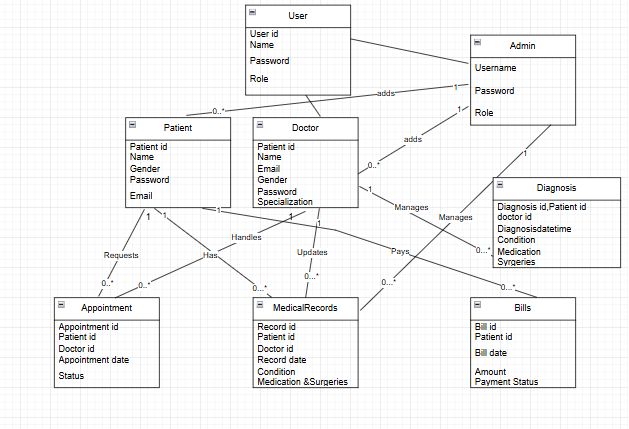 User
User id
Name
Password
Role
Admin
Username
Password
Role
adds
1
0..*
1
adds
0..*
Patient
Patient id
Name
Gender
Password
Email
Doctor
Patient id
Name
Email
Gender
Password
Specialization
1
Diagnosis
Diagnosis id,Patient id
doctor id
Diagnosisdatetime
Condition
Medication
Syrgeries
1
Manages
Manages
0...*
1
1
1
1
1
Handles
Requests
Has
Updates
Pays
0..*
0..*
0...*
0...*
0...*
0...*
Appointment
Appointment id
Patient id
Doctor id
Appointment date
Status
MedicalRecords
Record id
Patient id
Doctor id
Record date
Condition
Medication &Surgeries
Bills
Bill id
Patient id
Bill date
Amount
Payment Status